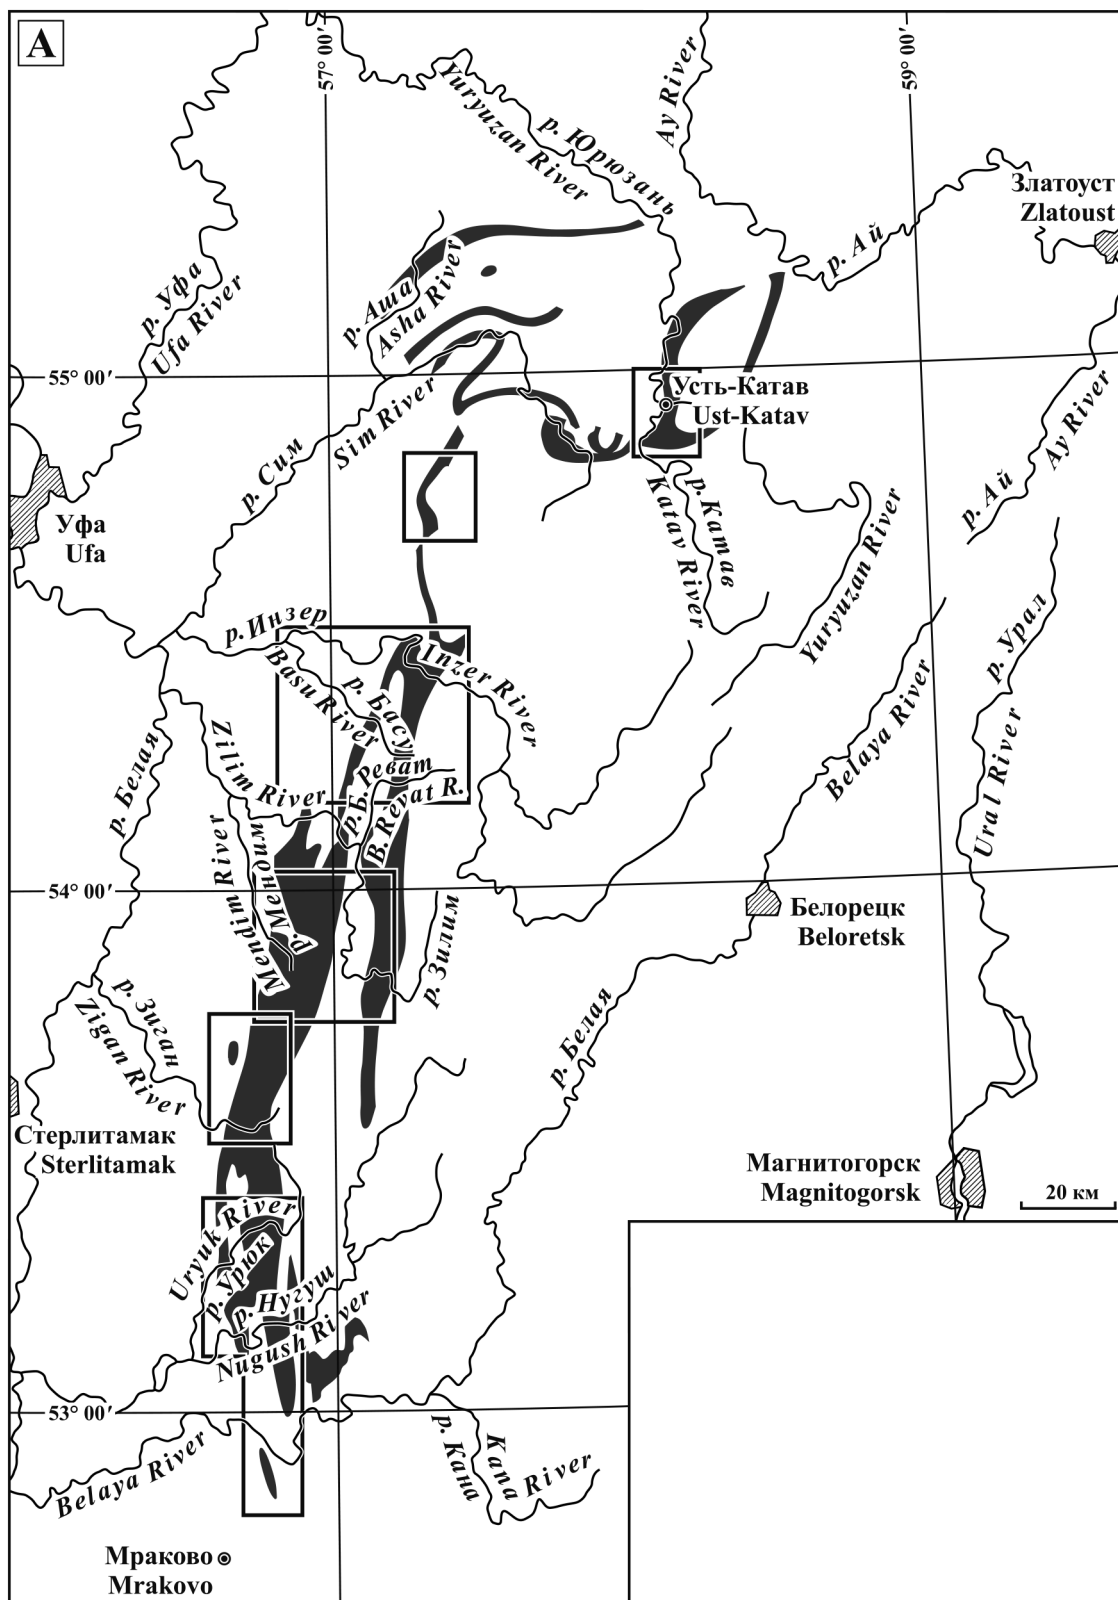 A
57° 00′
59° 00′
Yuryuzan River
р. Юрюзань
Ay River
Златоуст
Zlatoust
р. Ай
р. Уфа
Ufa River
р. Аша
Asha River
55° 00′
Усть-Катав
Ust-Katav
Sim River
р. Сим
Ay River
р. Ай
Уфа
Ufa
р. Катав
Katav River
Yuryuzan River
р. Инзер
Inzer River
р. Басу
Basu River
р. Урал
Ural River
Belaya River
р. Белая
Zilim River
р. Б. Реват
B. Revat R.
Mendim River
р. Мендим
54° 00′
Белорецк
Beloretsk
р. Зилим
р. Зиган
Zigan River
р. Белая
Стерлитамак
Sterlitamak
Магнитогорск
Magnitogorsk
20 км
Uryuk River
р. Урюк
р. Нугуш
Nugush River
53° 00′
Belaya River
р. Кана
Kana River
Мраково
Mrakovo